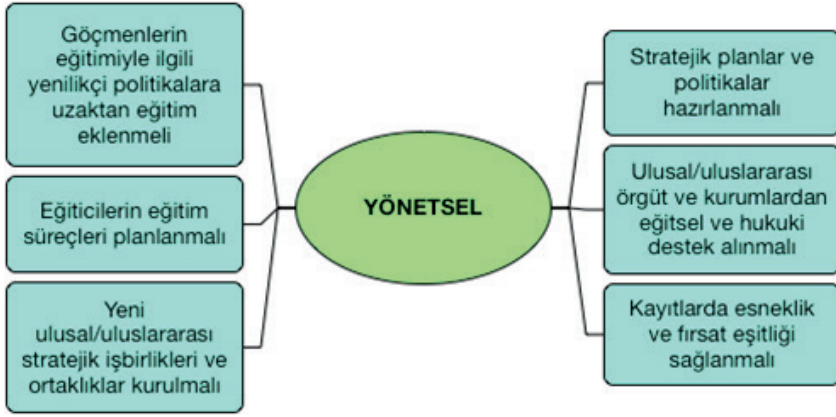 Göçmenlerin
eğitimiyle ilgili
yenilikçi politikalara
uzaktan eğitim
eklenmeli
Eğiticilerin eğitim
süreçleri planlanmalı
Yeni
ulusal/uluslararası
stratejik işbirlikleri ve
ortaklıklar kurulmalı
YÖNETSEL
Stratejik planlar ve
politikalar
hazırlanmalı
Ulusal/uluslararası
örgüt ve kurumlardan
eğitsel ve hukuki
destek alınmalı
Kayıtlarda esneklik
ve fırsat eşitliği
sağlanmalı